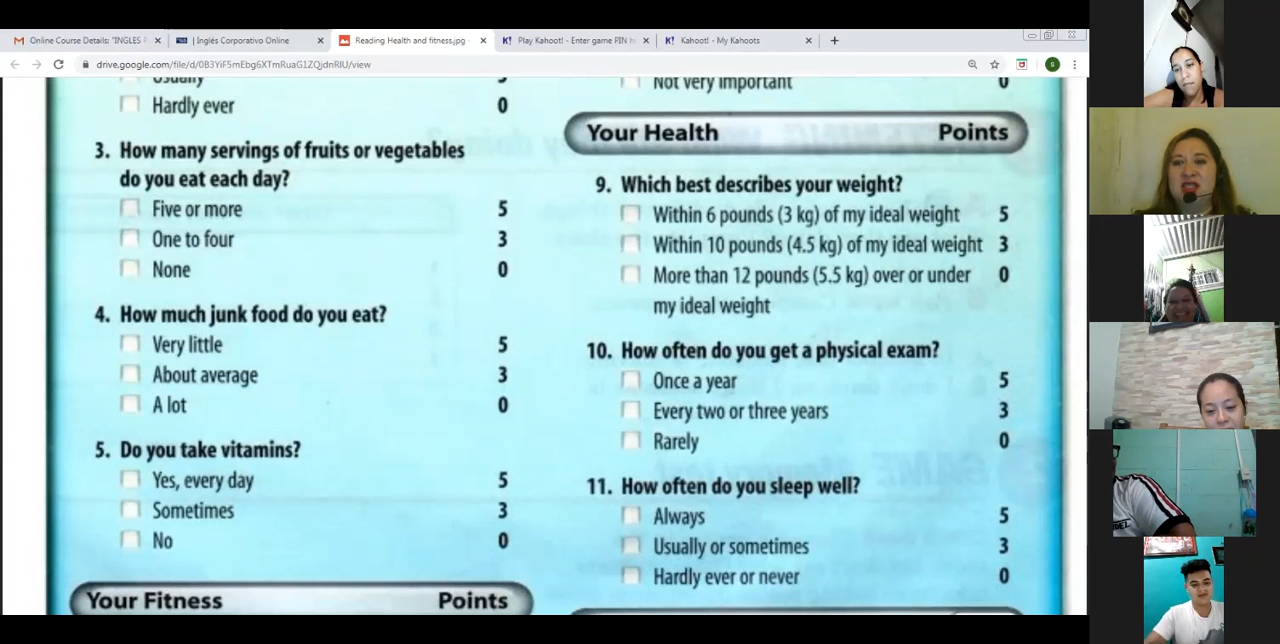 Online Course Details: "INGLES
Inglés Corporativo Online
Reading Health and fitness.jpg
Play Kahoot! - Enter game PIN
Kahoot! - My Kahoots
drive.google.com/file/d/0B3YiF5mEbg6XTmRuaG1ZQjdnRlU/view
Usually
Hardly ever 0
3. How many servings of fruits or vegetables
do you eat each day?
Five or more 5
One to four 3
None 0
4. How much junk food do you eat?
Very little 5
About average 3
A lot 0
5. Do you take vitamins?
Yes, every day 5
Sometimes 3
No 0
Your Fitness Points
Not very important 0
Your Health Points
9. Which best describes your weight?
Within 6 pounds (3 kg) of my ideal weight 5
Within 10 pounds (4.5 kg) of my ideal weight 3
More than 12 pounds (5.5 kg) over or under 0
my ideal weight
10. How often do you get a physical exam?
Once a year 5
Every two or three years 3
Rarely 0
11. How often do you sleep well?
Always 5
Usually or sometimes 3
Hardly ever or never 0